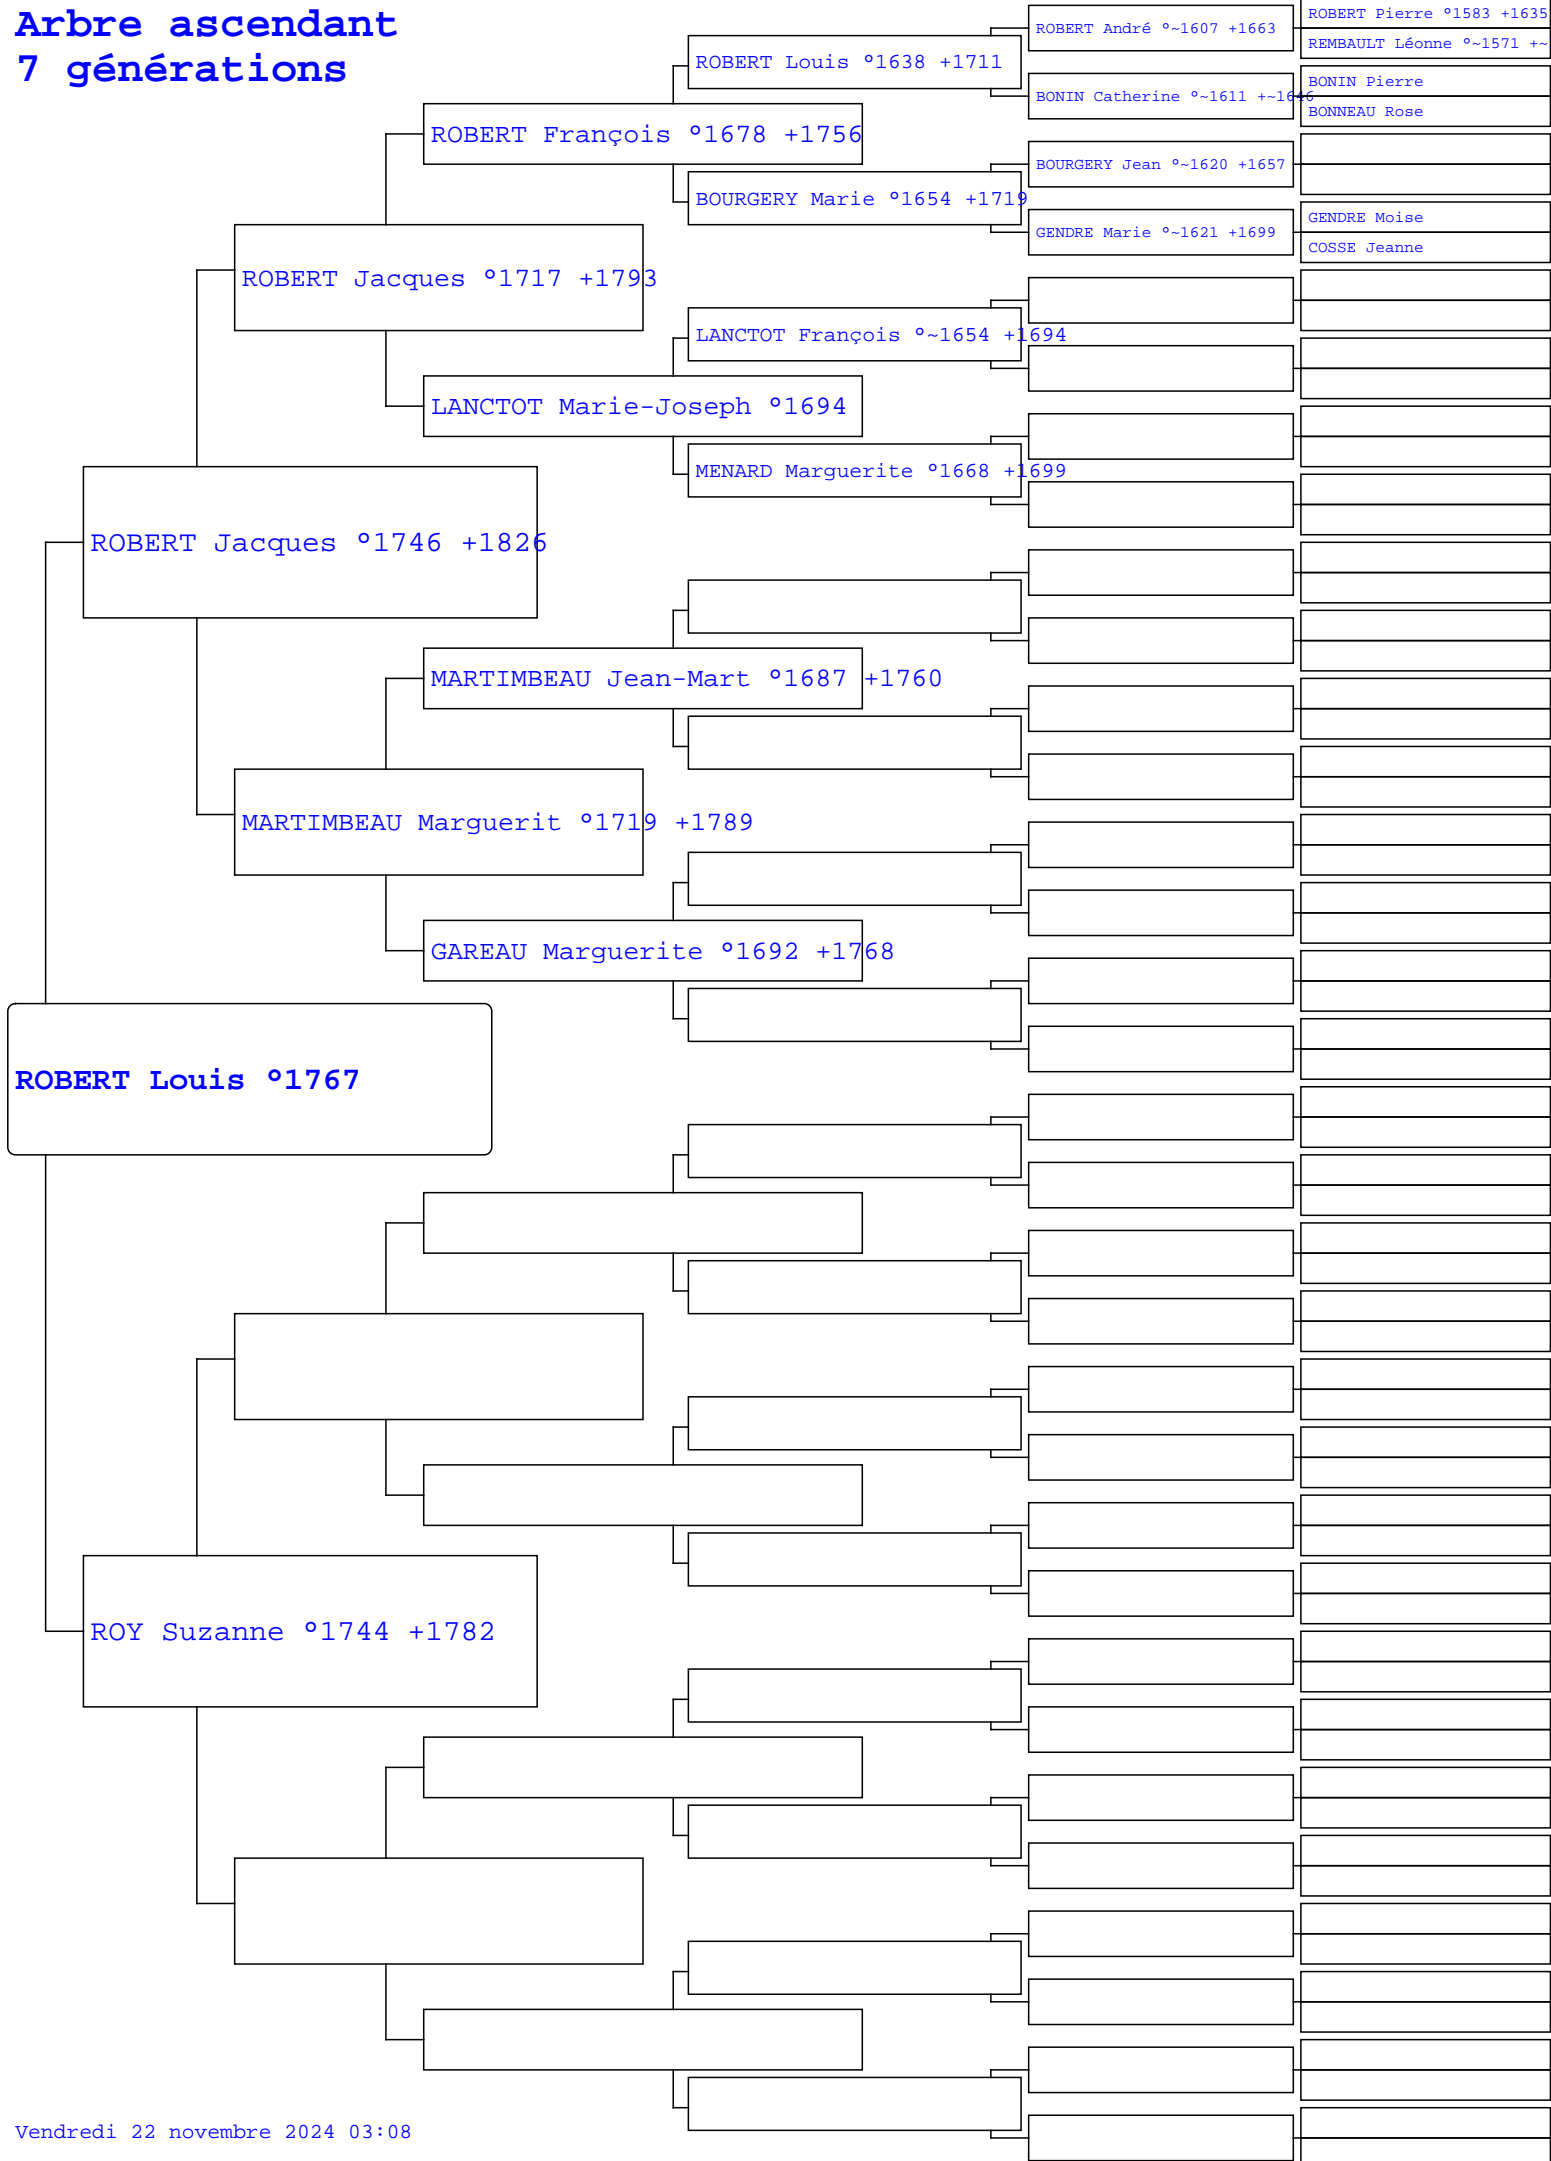 Arbre ascendant
7 générations
ROBERT Pierre °1583 +1635
ROBERT André °~1607 +1663
REMBAULT Léonne °~1571 +~
ROBERT Louis °1638 +1711
BONIN Pierre
BONIN Catherine °~1611 +~1646
BONNEAU Rose
ROBERT François °1678 +1756
BOURGERY Jean °~1620 +1657
BOURGERY Marie °1654 +1719
GENDRE Moise
GENDRE Marie °~1621 +1699
COSSE Jeanne
ROBERT Jacques °1717 +1793
LANCTOT François °~1654 +1694
LANCTOT Marie-Joseph °1694
MENARD Marguerite °1668 +1699
ROBERT Jacques °1746 +1826
MARTIMBEAU Jean-Mart °1687 +1760
MARTIMBEAU Marguerit °1719 +1789
GAREAU Marguerite °1692 +1768
ROBERT Louis °1767
ROY Suzanne °1744 +1782
Vendredi 22 novembre 2024 03:08